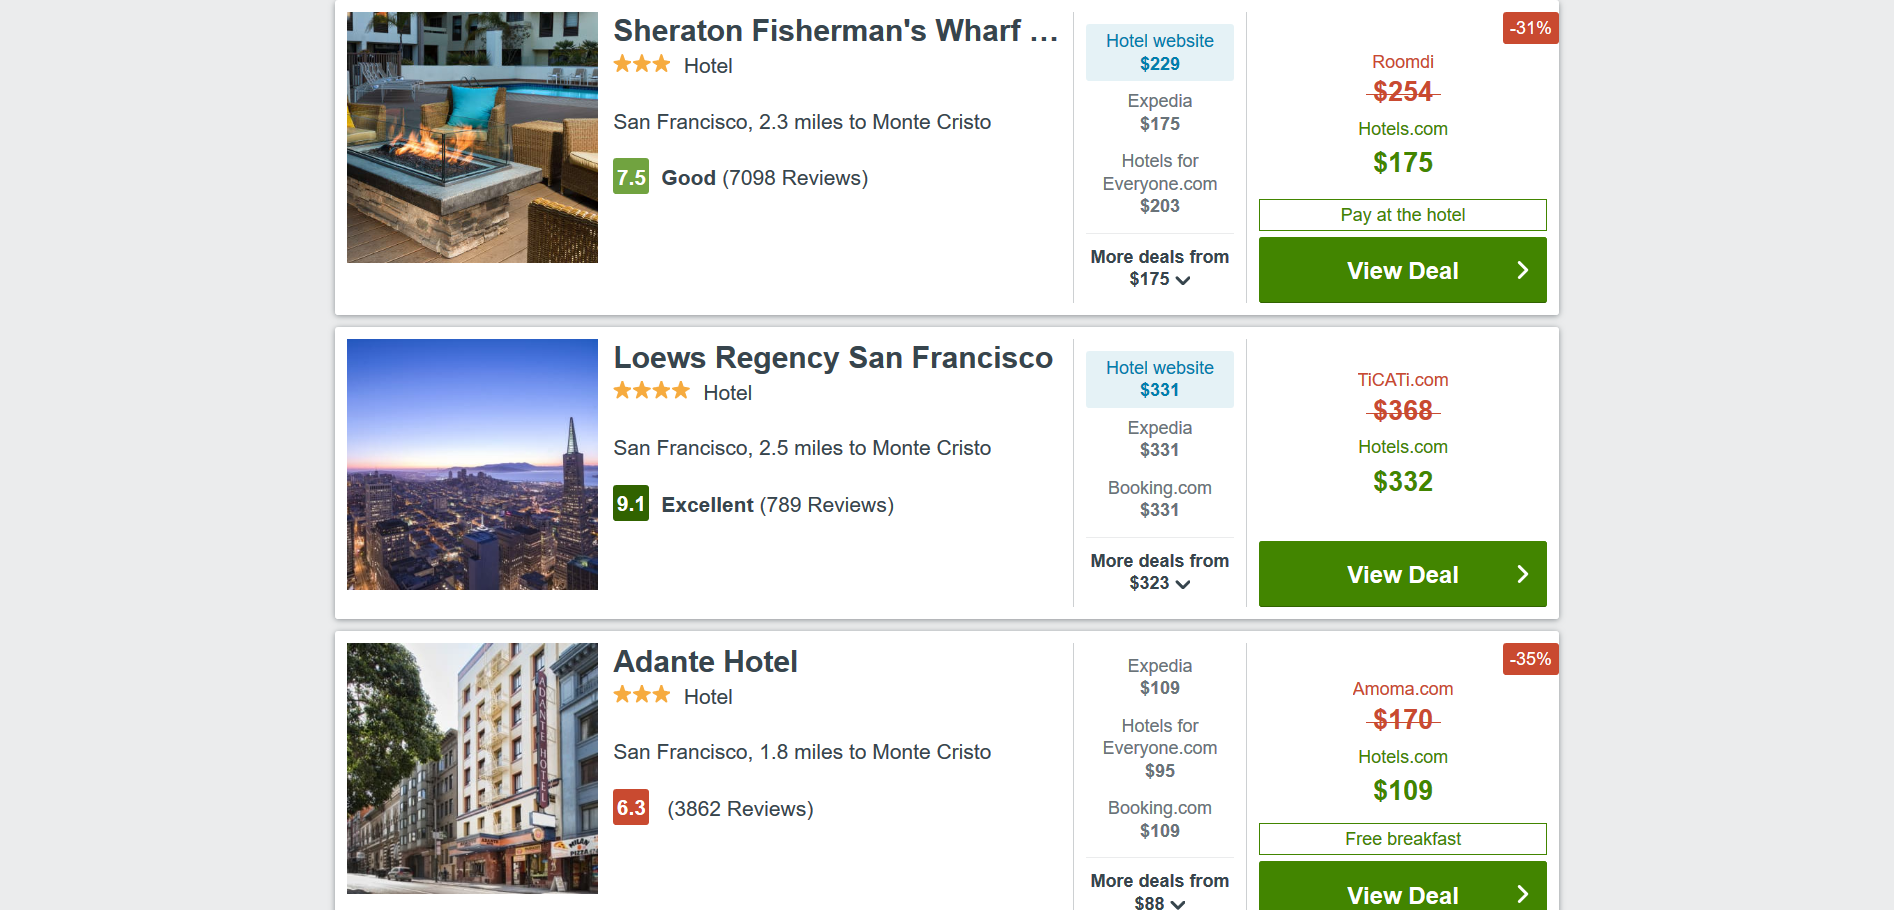 Sheraton Fisherman's Wharf ...
Hotel
San Francisco, 2.3 miles to Monte Cristo
7.5 Good (7098 Reviews)
Hotel website
$229
Expedia
$175
Hotels for
Everyone.com
$203
More deals from
$175
-31%
Roomdi
$254
Hotels.com
$175
Pay at the hotel
View Deal
Loews Regency San Francisco
Hotel
San Francisco, 2.5 miles to Monte Cristo
9.1 Excellent (789 Reviews)
Hotel website
$331
Expedia
$331
Booking.com
$331
More deals from
$323
TiCATi.com
$368
Hotels.com
$332
View Deal
ADANTE HOTEL
MILAN
PIZZA
Adante Hotel
Hotel
San Francisco, 1.8 miles to Monte Cristo
6.3 (3862 Reviews)
Expedia
$109
Hotels for
Everyone.com
$95
Booking.com
$109
More deals from
$88
-35%
Amoma.com
$170
Hotels.com
$109
Free breakfast
View Deal